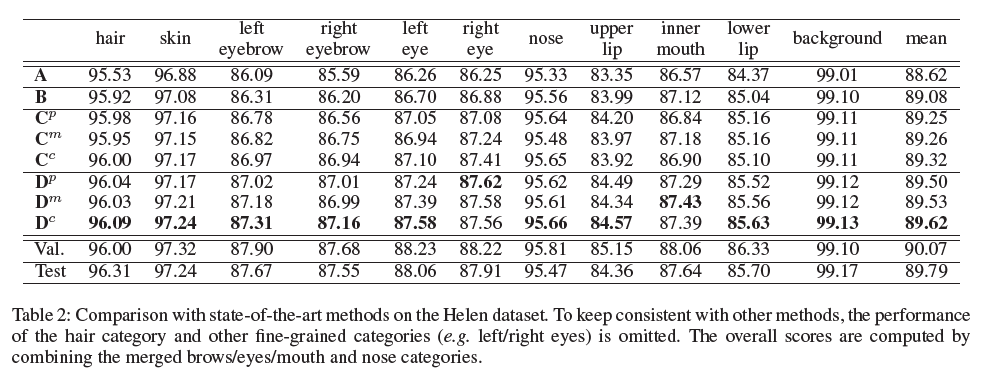 hair skin left eyebrow right eyebrow left eye right eye nose upper lip inner mouth lower lip background mean
A 95.53 96.88 86.09 85.59 86.26 86.25 95.33 83.35 86.57 84.37 99.01 88.62
B 95.92 97.08 86.31 86.20 86.70 86.88 95.56 83.99 87.12 85.04 99.10 89.08
Cᵖ 95.98 97.16 86.78 86.56 87.05 87.08 95.64 84.20 86.84 85.16 99.11 89.25
Cᵐ 95.95 97.15 86.82 86.75 86.94 87.24 95.48 83.97 87.18 85.16 99.11 89.26
Cᶜ 96.00 97.17 86.97 86.94 87.10 87.41 95.65 83.92 86.90 85.10 99.11 89.32
Dᵖ 96.04 97.17 87.02 87.01 87.24 87.62 95.62 84.49 87.29 85.52 99.12 89.50
Dᵐ 96.03 97.21 87.18 86.99 87.39 87.58 95.61 84.34 87.43 85.56 99.12 89.53
Dᶜ 96.09 97.24 87.31 87.16 87.58 87.56 95.66 84.57 87.39 85.63 99.13 89.62
Val. 96.00 97.32 87.90 87.68 88.23 88.22 95.81 85.15 88.06 86.33 99.10 90.07
Test 96.31 97.24 87.67 87.55 88.06 87.91 95.47 84.36 87.64 85.70 99.17 89.79
Table 2: Comparison with state-of-the-art methods on the Helen dataset. To keep consistent with other methods, the performance
of the hair category and other fine-grained categories (e.g. left/right eyes) is omitted. The overall scores are computed by
combining the merged brows/eyes/mouth and nose categories.